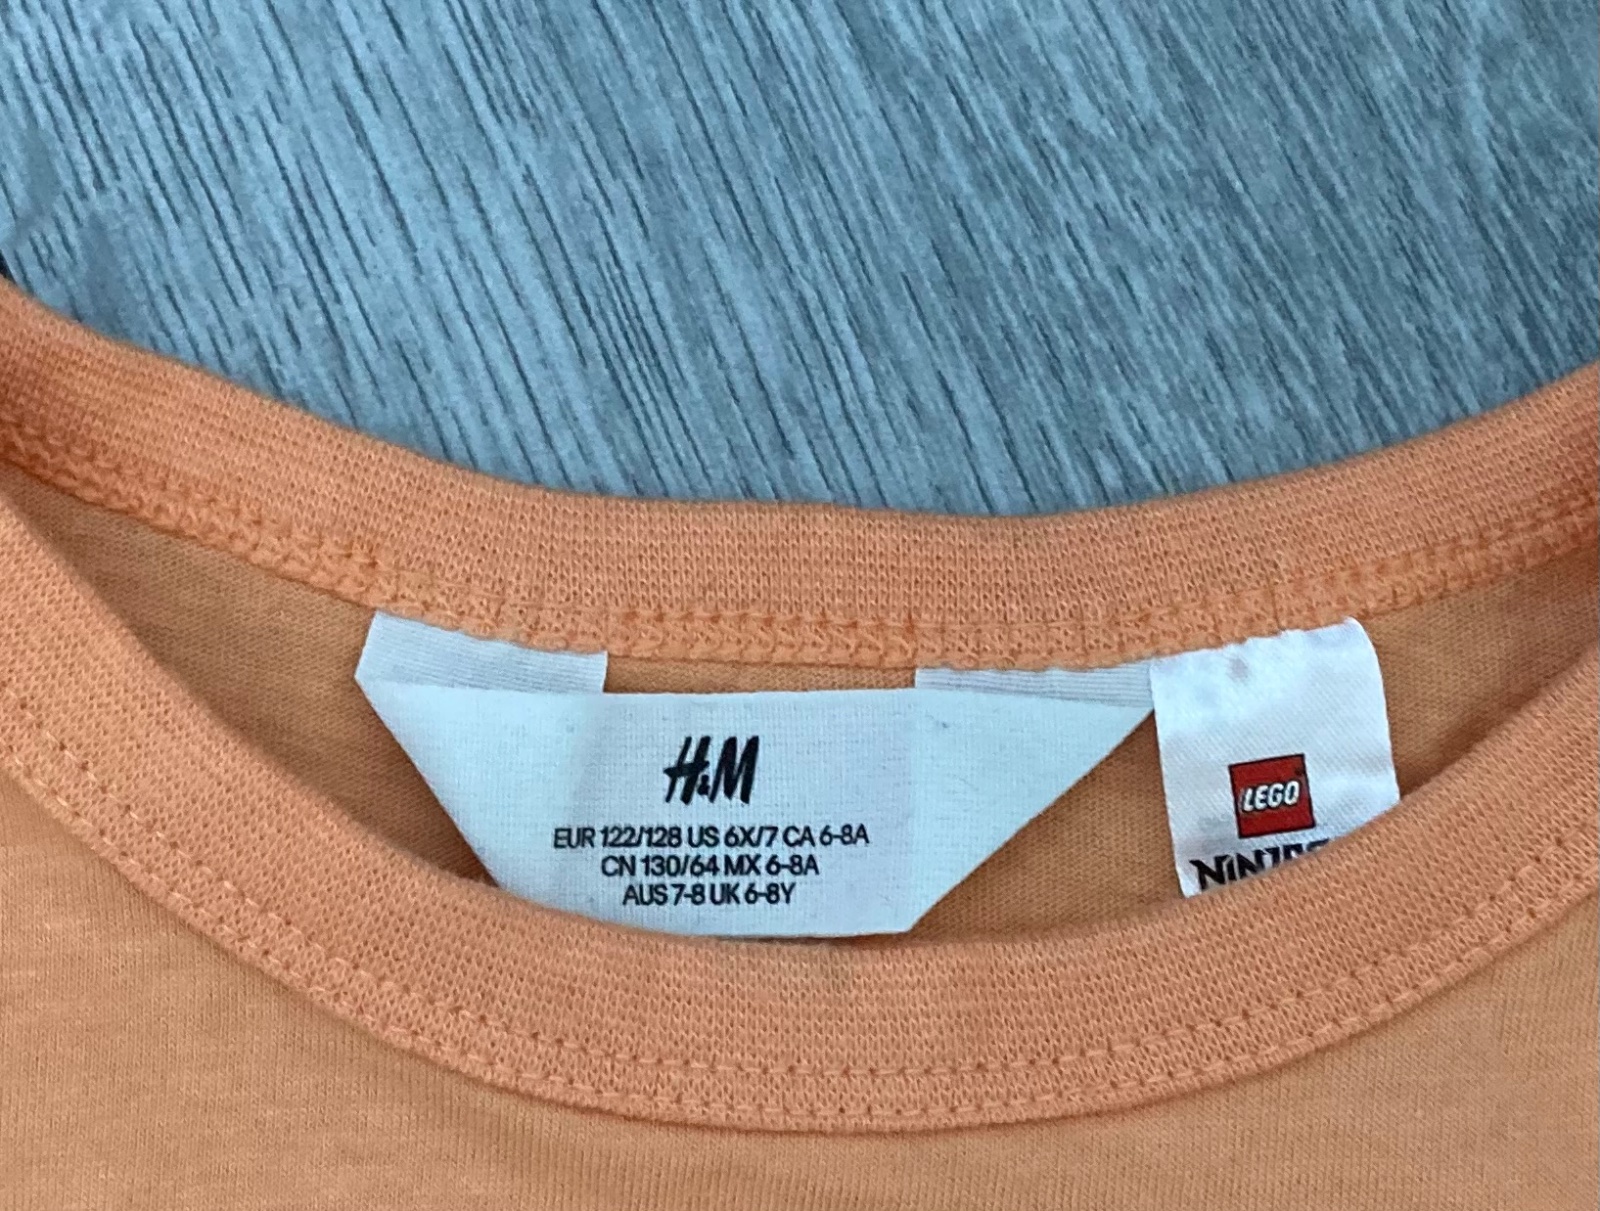 H&M
EUR 122/128 US 6X/7 CA 6-8A
CN 130/64 MX 6-8A
AUS 7-8 UK 6-8Y
LEGO